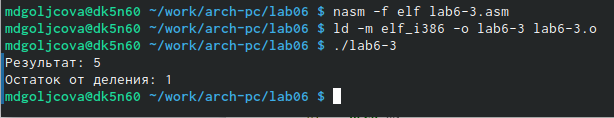 mdgoljcova@dk5n60 ~/work/arch-pc/lab06 $ nasm -f elf lab6-3.asm
mdgoljcova@dk5n60 ~/work/arch-pc/lab06 $ ld -m elf_i386 -o lab6-3 lab6-3.o
mdgoljcova@dk5n60 ~/work/arch-pc/lab06 $ ./lab6-3
Результат: 5
Остаток от деления: 1
mdgoljcova@dk5n60 ~/work/arch-pc/lab06 $